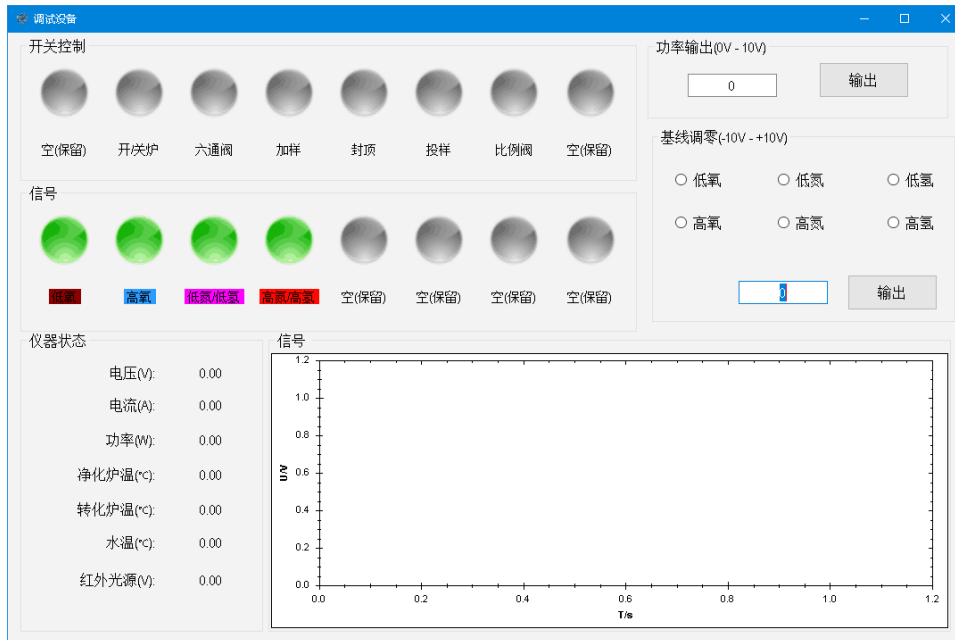 调试设备
开关控制
空(保留) 开/关炉 六通阀 加样 封顶 投样 比例阀 空(保留)
信号
低氧 高氧 低氮/低氢 高氮/高氢 空(保留) 空(保留) 空(保留) 空(保留)
功率输出(0V - 10V)
0 输出
基线调零(-10V - +10V)
低氧 低氮 低氢
高氧 高氮 高氢
0 输出
仪器状态
电压(V): 0.00
电流(A): 0.00
功率(W): 0.00
净化炉温(℃): 0.00
转化炉温(℃): 0.00
水温(℃): 0.00
红外光源(V): 0.00
信号
1.2
1.0
0.8
0.6
0.4
0.2
0.0
U/V
0.0 0.2 0.4 0.6 0.8 1.0 1.2
T/s